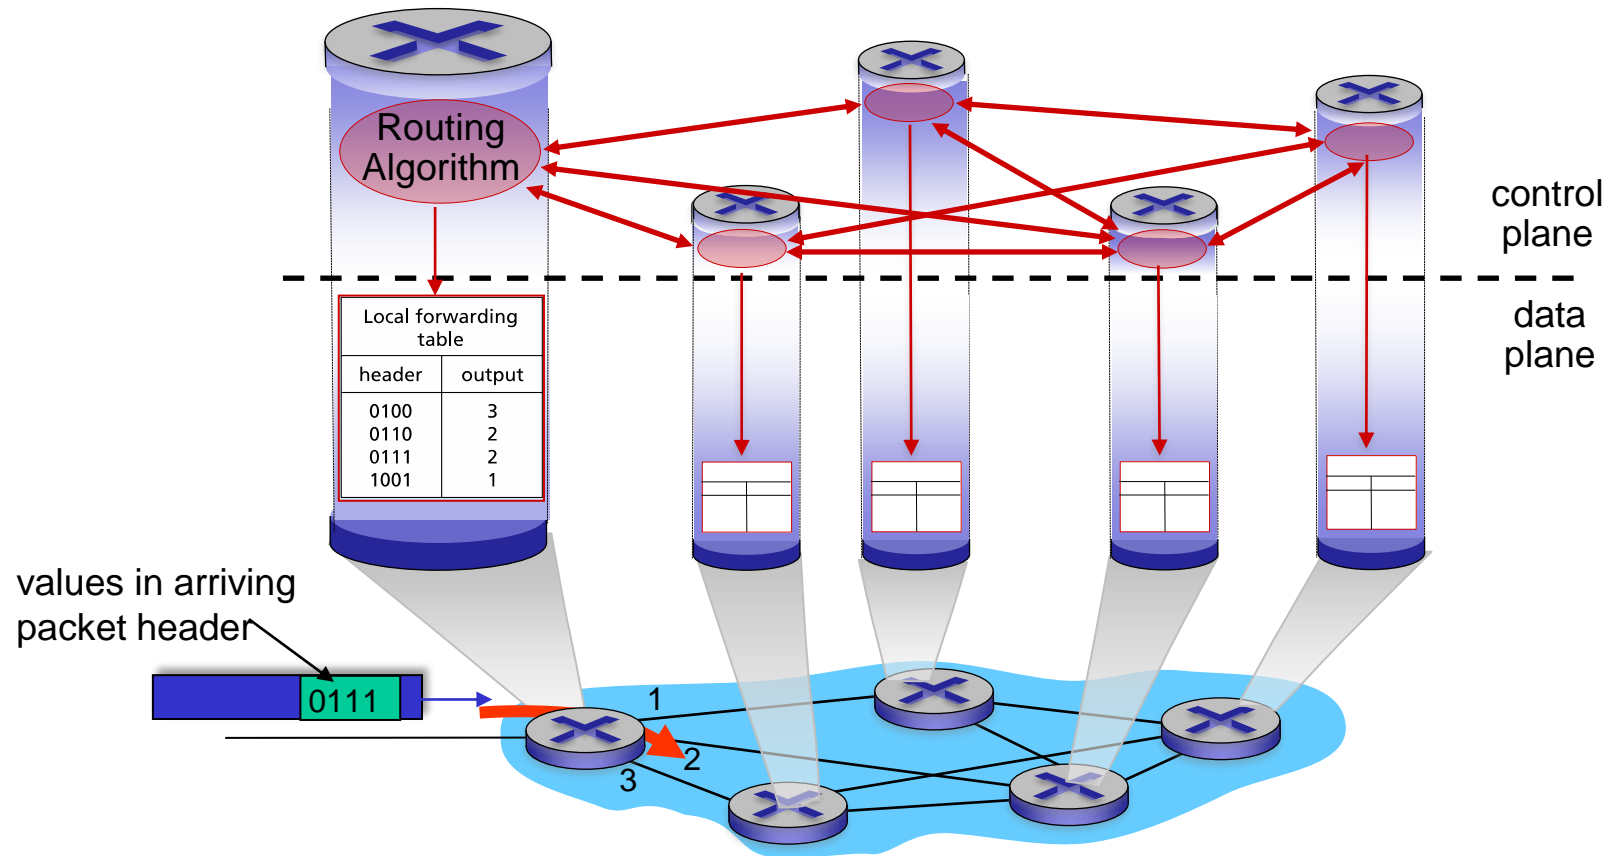 Routing
Algorithm
control
plane
data
plane
Local forwarding
table
header output
0100 3
0110 2
0111 2
1001 1
values in arriving
packet header
0111
1
2
3